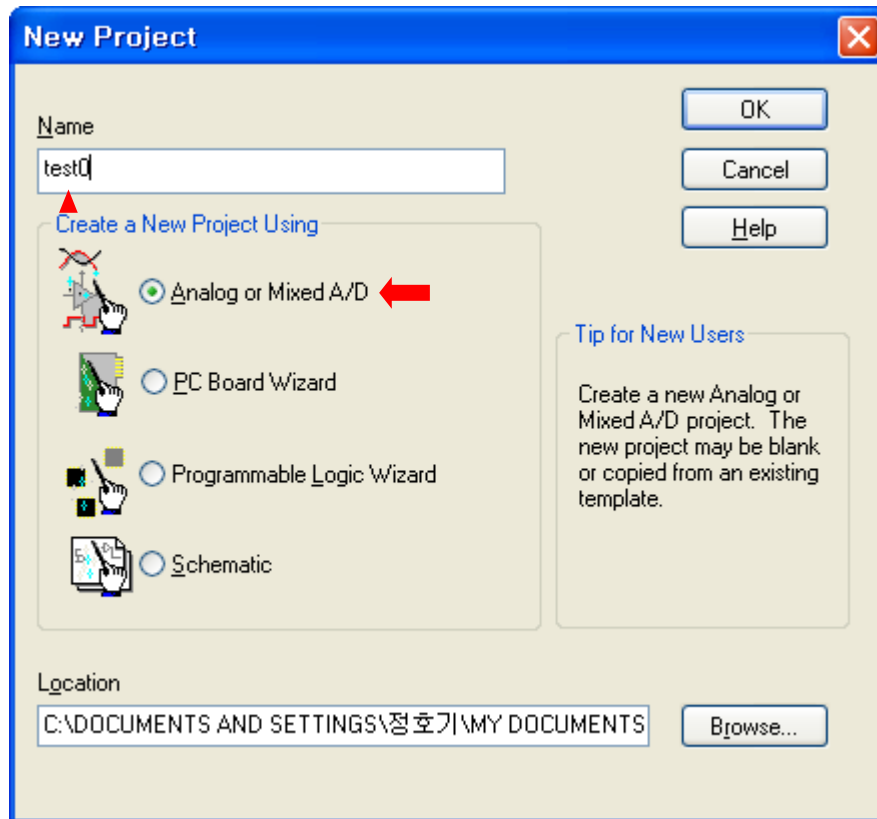 New Project
Name
test0
OK
Cancel
Help
Create a New Project Using
Analog or Mixed A/D
PC Board Wizard
Programmable Logic Wizard
Schematic
Tip for New Users
Create a new Analog or
Mixed A/D project. The
new project may be blank
or copied from an existing
template.
Location
C:\DOCUMENTS AND SETTINGS\정호기\MY DOCUMENTS
Browse...